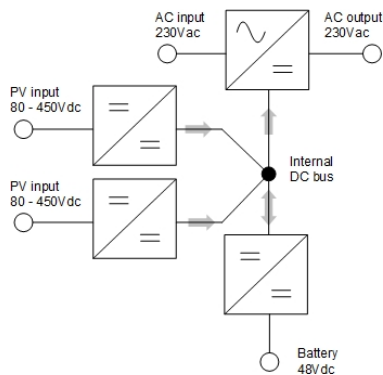 AC input
230Vac
AC output
230Vac
PV input
80 - 450Vdc
PV input
80 - 450Vdc
Internal
DC bus
Battery
48Vdc